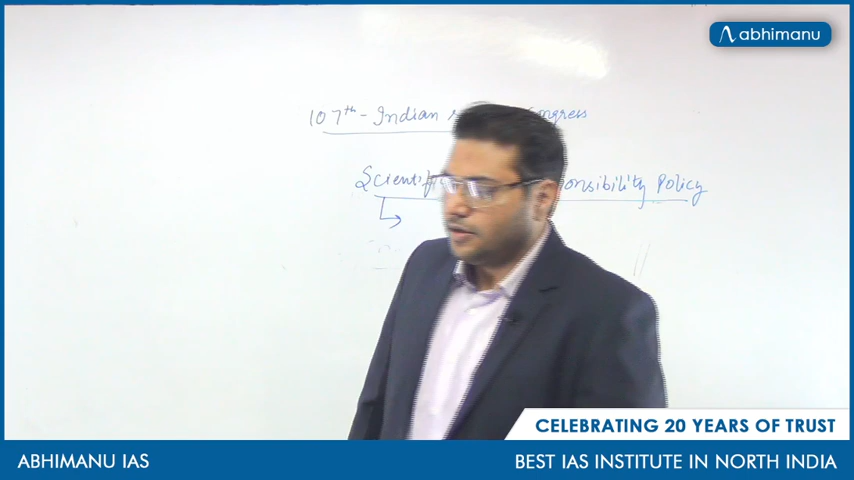 abhimanu
107th - Indian ongress
Scientif onsibility Policy
CELEBRATING 20 YEARS OF TRUST
ABHIMANU IAS
BEST IAS INSTITUTE IN NORTH INDIA